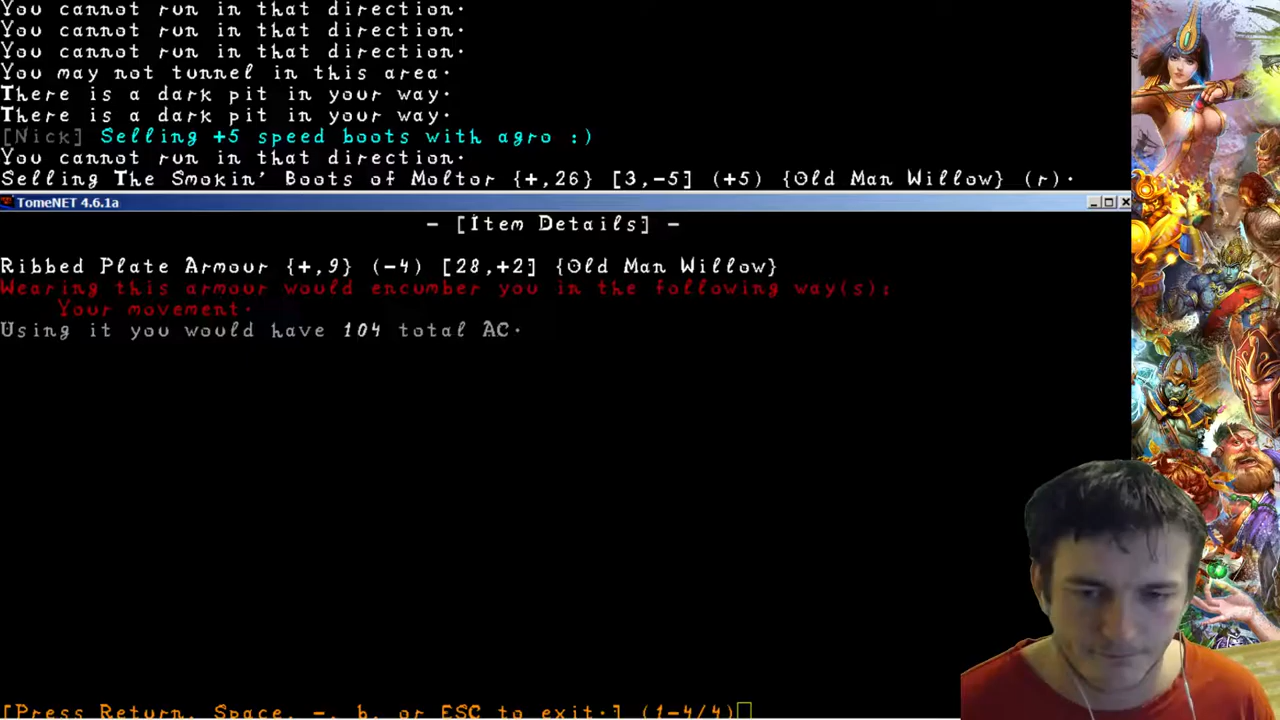 You cannot run in that direction.
You cannot run in that direction.
You cannot run in that direction.
You may not tunnel in this area.
There is a dark pit in your way.
There is a dark pit in your way.
[Nick] Selling +5 speed boots with agro :)
You cannot run in that direction.
Selling The Smokin' Boots of Moltor {+,26} [3,-5] (+5) {Old Man Willow} (r).
TomeNET 4.6.1a
- [Item Details] -
Ribbed Plate Armour {+,9} (-4) [28,+2] {Old Man Willow}
Wearing this armour would encumber you in the following way(s):
Your movement.
Using it you would have 104 total AC.
[Press Return, Space, -, b, or ESC to exit.] (1-4/4)